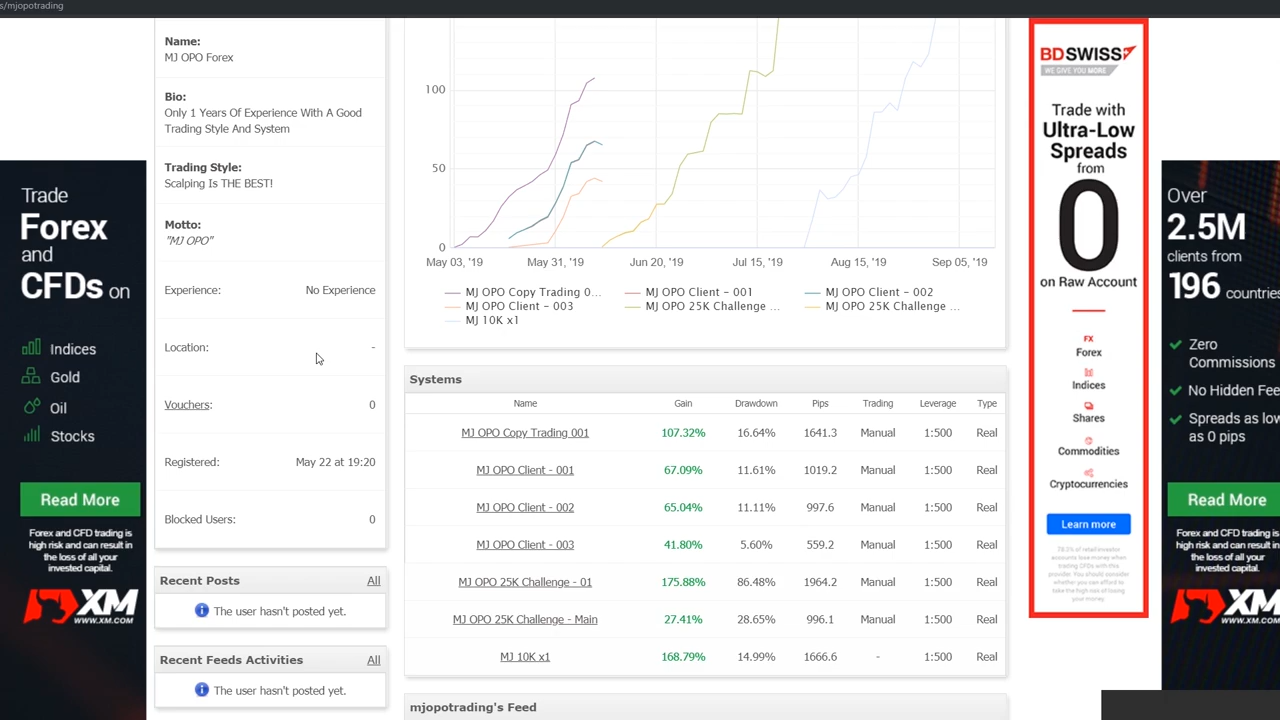 s/mjopotrading
Name:
MJ OPO Forex
Bio:
Only 1 Years Of Experience With A Good
Trading Style And System
Trading Style:
Scalping Is THE BEST!
Motto:
"MJ OPO"
Experience: No Experience
Location: -
Vouchers: 0
Registered: May 22 at 19:20
Blocked Users: 0
Recent Posts All
The user hasn't posted yet.
Recent Feeds Activities All
The user hasn't posted yet.
100
50
0
May 03, '19 May 31, '19 Jun 20, '19 Jul 15, '19 Aug 15, '19 Sep 05, '19
MJ OPO Copy Trading 0... MJ OPO Client - 001 MJ OPO Client - 002
MJ OPO Client - 003 MJ OPO 25K Challenge ... MJ OPO 25K Challenge ...
MJ 10K x1
Systems
Name Gain Drawdown Pips Trading Leverage Type
MJ OPO Copy Trading 001 107.32% 16.64% 1641.3 Manual 1:500 Real
MJ OPO Client - 001 67.09% 11.61% 1019.2 Manual 1:500 Real
MJ OPO Client - 002 65.04% 11.11% 997.6 Manual 1:500 Real
MJ OPO Client - 003 41.80% 5.60% 559.2 Manual 1:500 Real
MJ OPO 25K Challenge - 01 175.88% 86.48% 1964.2 Manual 1:500 Real
MJ OPO 25K Challenge - Main 27.41% 28.65% 996.1 Manual 1:500 Real
MJ 10K x1 168.79% 14.99% 1666.6 - 1:500 Real
mjopotrading's Feed
Trade
Forex
and
CFDs on
Indices
Gold
Oil
Stocks
Read More
Forex and CFD trading is
high risk and can result in
the loss of all your
invested capital.
XM
WWW.XM.COM
BDSWISS
WE GIVE YOU MORE
Trade with
Ultra-Low
Spreads
from
0
on Raw Account
FX
Forex
Indices
Shares
Commodities
Cryptocurrencies
Learn more
Over
2.5M
clients from
196 countries
Zero
Commissions
No Hidden Fee
Spreads as low
as 0 pips
Read More
Forex and CFD trading is
high risk and can result in
the loss of all your
invested capital.
XM
WWW.XM.COM